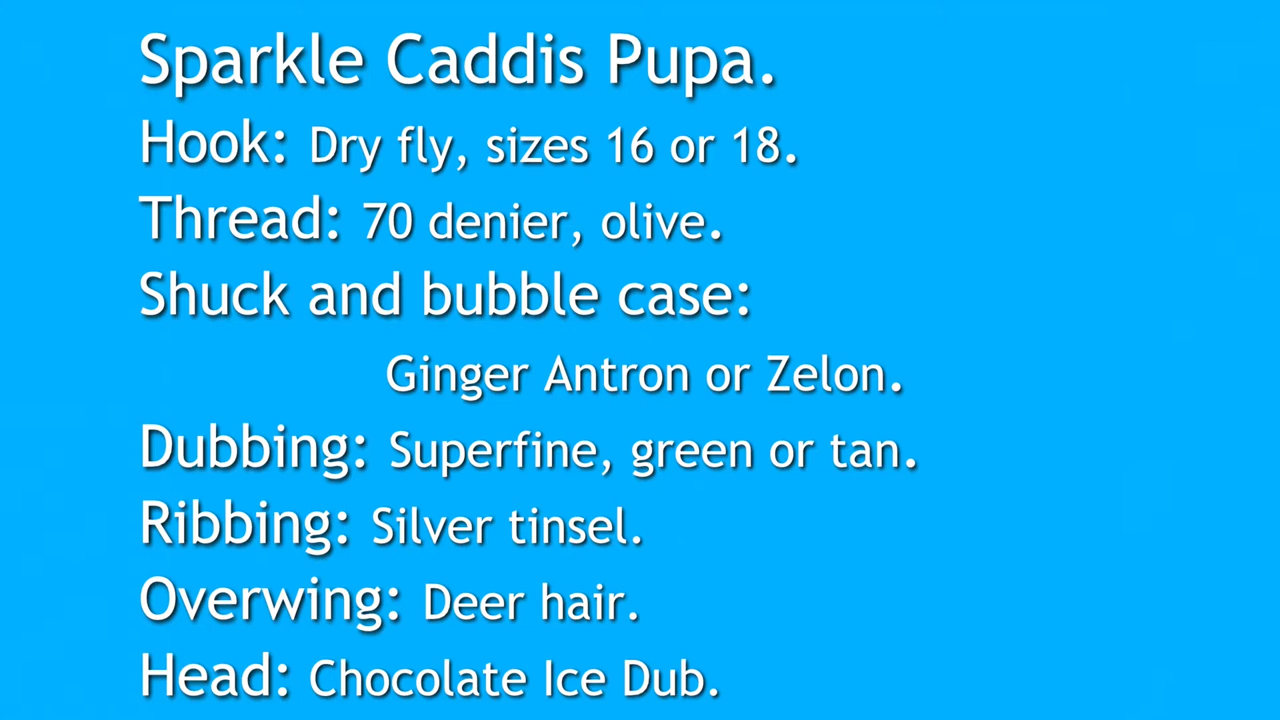 Sparkle Caddis Pupa.
Hook: Dry fly, sizes 16 or 18.
Thread: 70 denier, olive.
Shuck and bubble case:
Ginger Antron or Zelon.
Dubbing: Superfine, green or tan.
Ribbing: Silver tinsel.
Overwing: Deer hair.
Head: Chocolate Ice Dub.